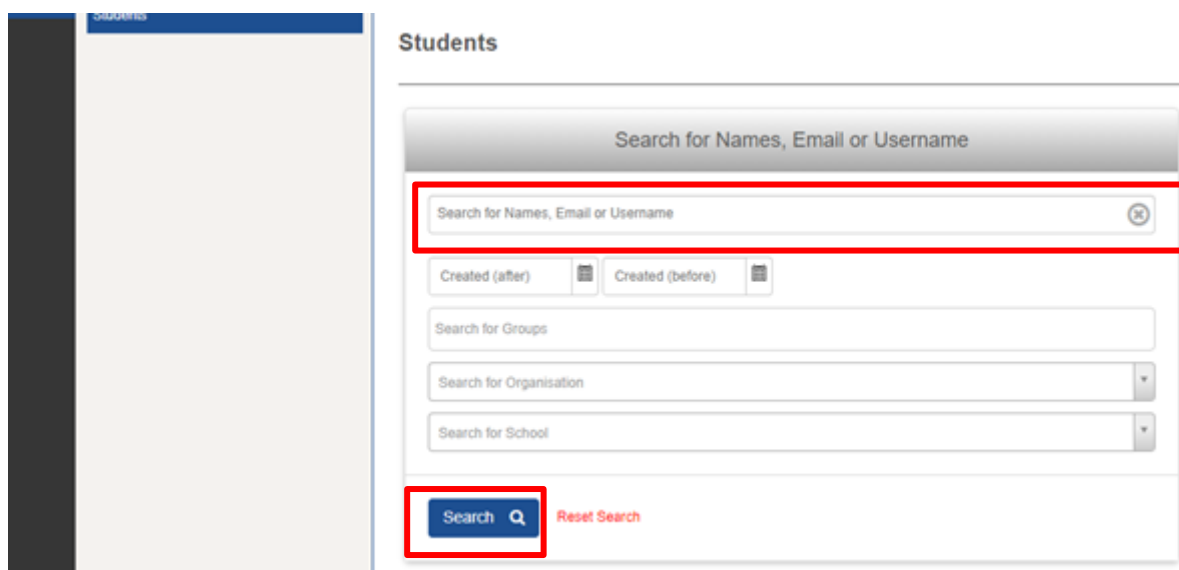 Students
Students
Search for Names, Email or Username
Search for Names, Email or Username
Created (after) Created (before)
Search for Groups
Search for Organisation
Search for School
Search Reset Search